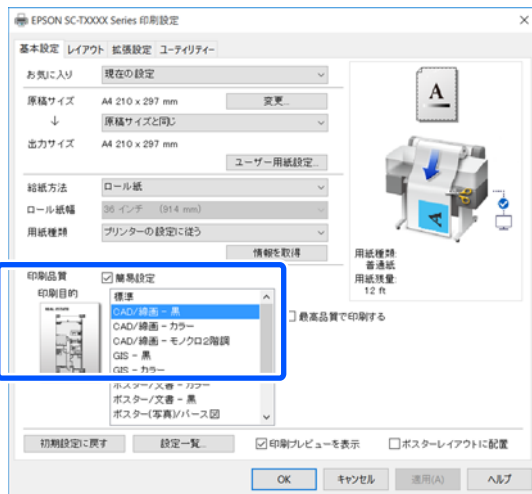 EPSON SC-TXXXX Series 印刷設定
基本設定 レイアウト 拡張設定 ユーティリティー
お気に入り 現在の設定
原稿サイズ A4 210 x 297 mm 変更...
↓ 原稿サイズと同じ
出力サイズ A4 210 x 297 mm
ユーザー用紙設定...
給紙方法 ロール紙
ロール紙幅 36 インチ (914 mm)
用紙種類 プリンターの設定に従う
情報を取得
A
用紙種類:
普通紙
用紙残量:
12 ft
印刷品質 簡易設定
印刷目的
標準
CAD/線画 - 黒
CAD/線画 - カラー
CAD/線画 - モノクロ2階調
GIS - 黒
GIS - カラー
ポスター/文書 - カラー
ポスター/文書 - 黒
ポスター(写真)/パース図
最高品質で印刷する
初期設定に戻す 設定一覧... 印刷プレビューを表示 ポスターレイアウトに配置
OK キャンセル 適用(A) ヘルプ